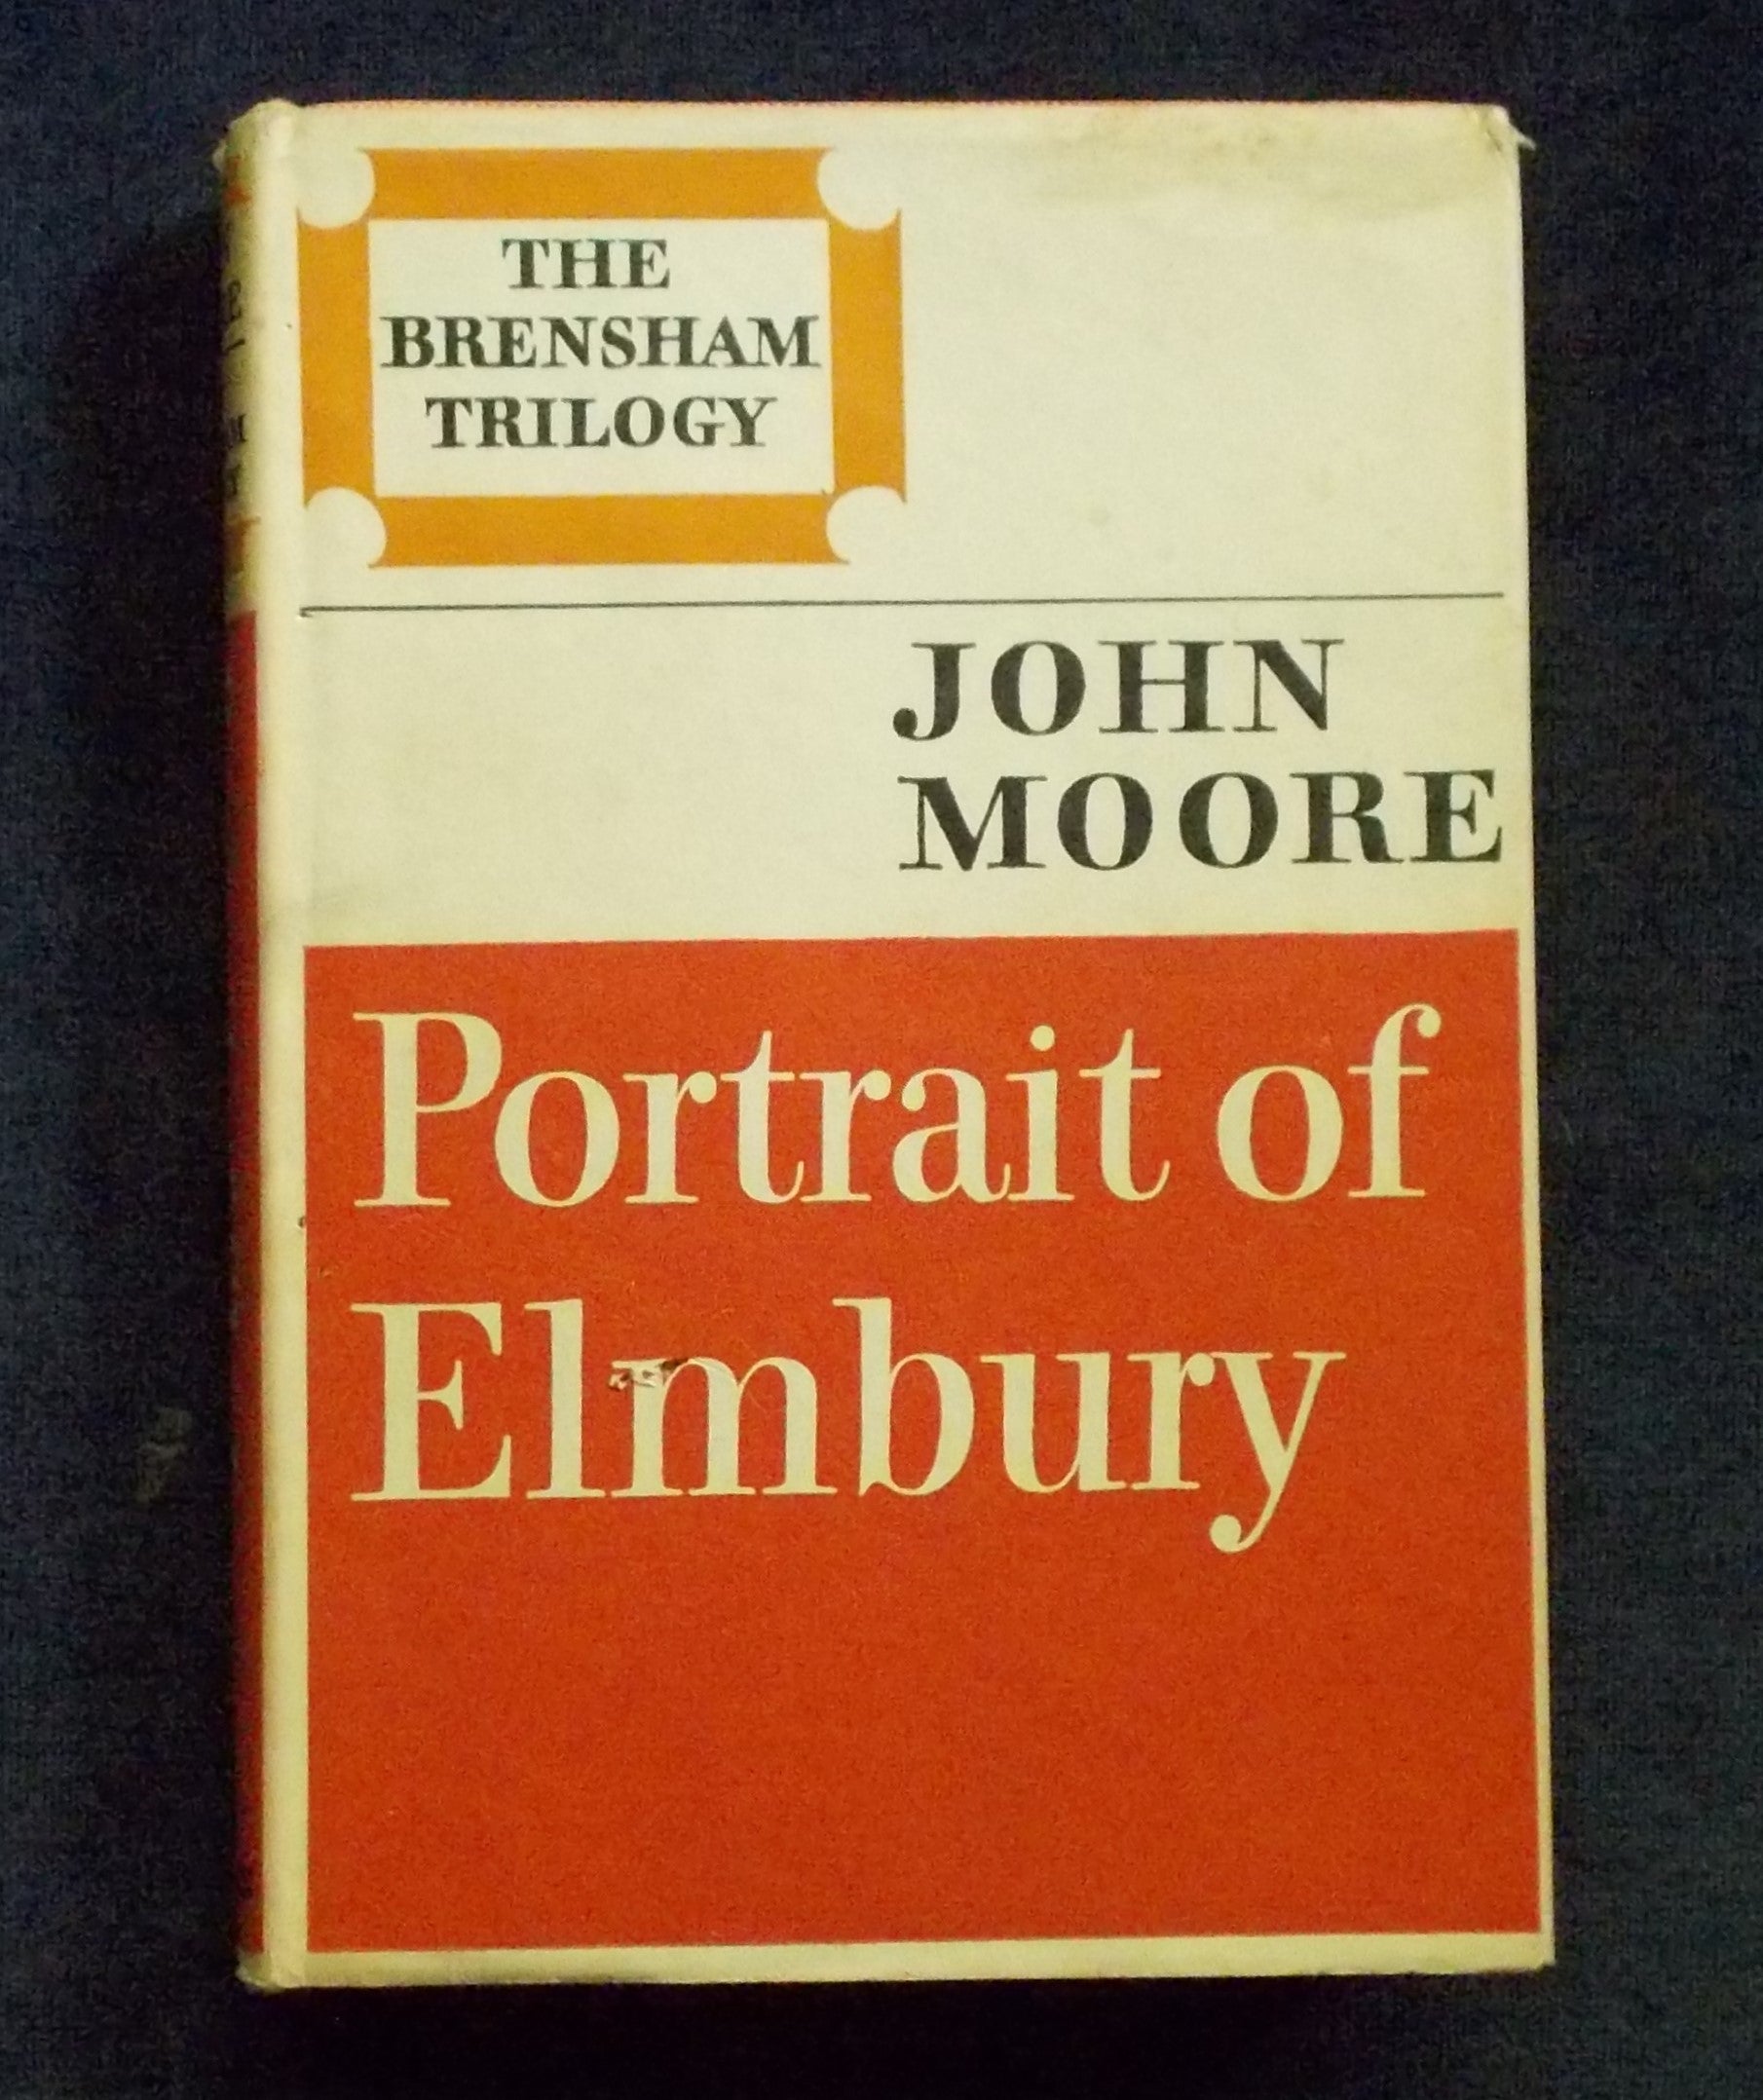 THE
BRENSHAM
TRILOGY
JOHN
MOORE
Portrait of
Elmbury